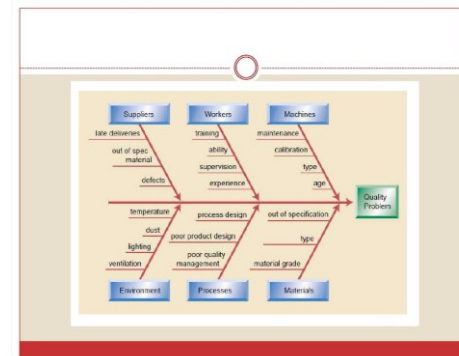 Suppliers
Workers
Machines
late deliveries
out of spec
material
defects
training
ability
supervision
experience
maintenance
calibration
type
age
Quality
Problem
temperature
dust
lighting
ventilation
process design
poor product design
poor quality
management
out of specification
type
material grade
Environment
Processes
Materials